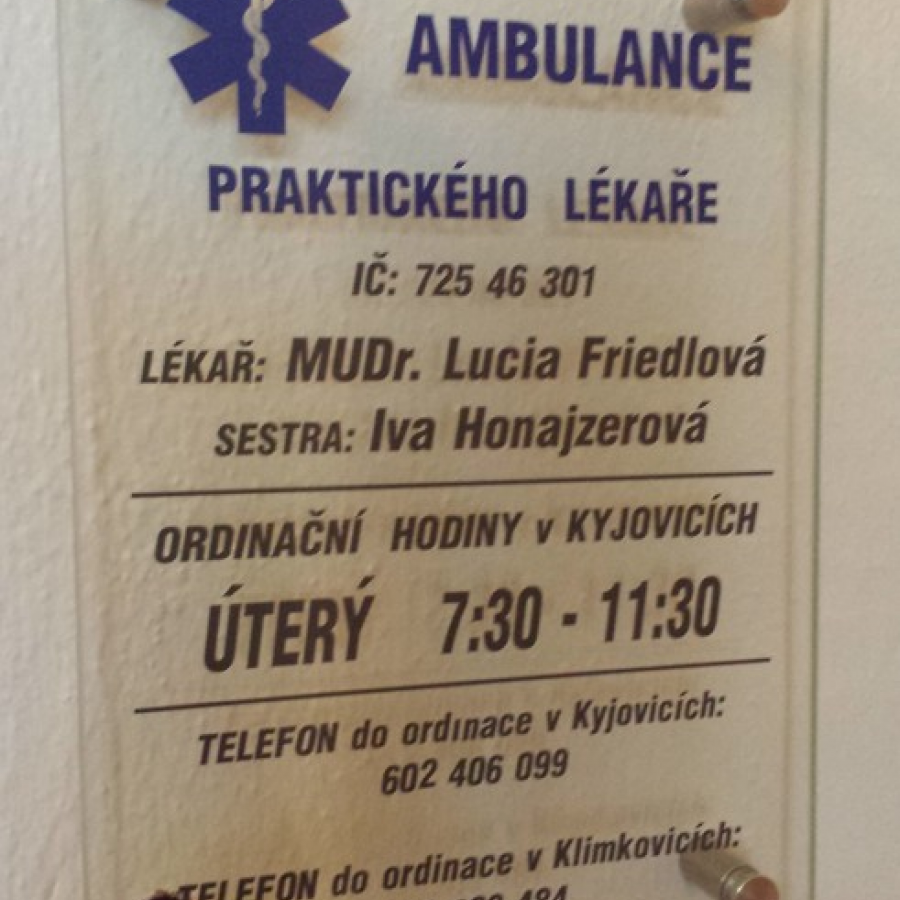 AMBULANCE
PRAKTICKÉHO LÉKAŘE
IČ: 725 46 301
LÉKAŘ: MUDr. Lucia Friedlová
SESTRA: Iva Honajzerová
ORDINAČNÍ HODINY v KYJOVICÍCH
ÚTERÝ 7:30 - 11:30
TELEFON do ordinace v Kyjovicích:
602 406 099
TELEFON do ordinace v Klimkovicích:
484